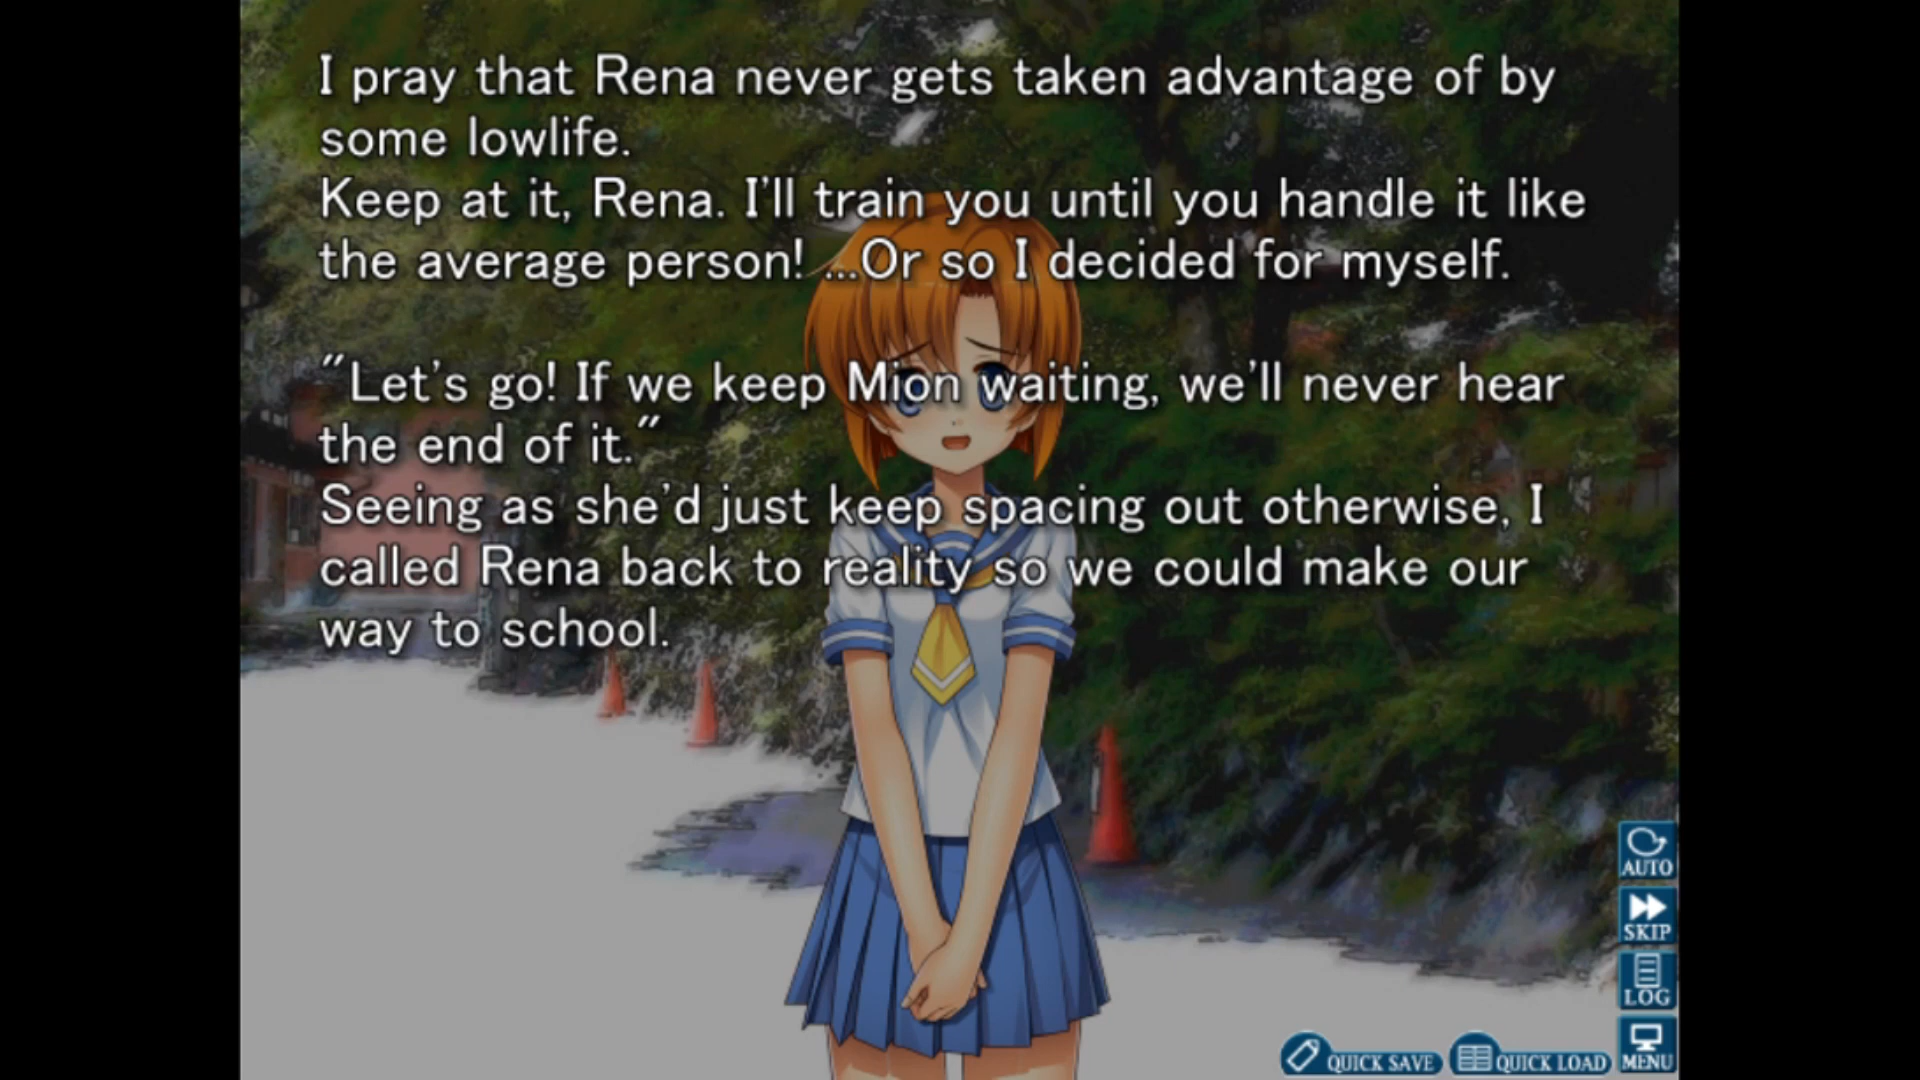 I pray that Rena never gets taken advantage of by
some lowlife.
Keep at it, Rena. I'll train you until you handle it like
the average person! ...Or so I decided for myself.
"Let's go! If we keep Mion waiting, we'll never hear
the end of it."
Seeing as she'd just keep spacing out otherwise, I
called Rena back to reality so we could make our
way to school.
AUTO
SKIP
LOG
MENU
QUICK SAVE
QUICK LOAD